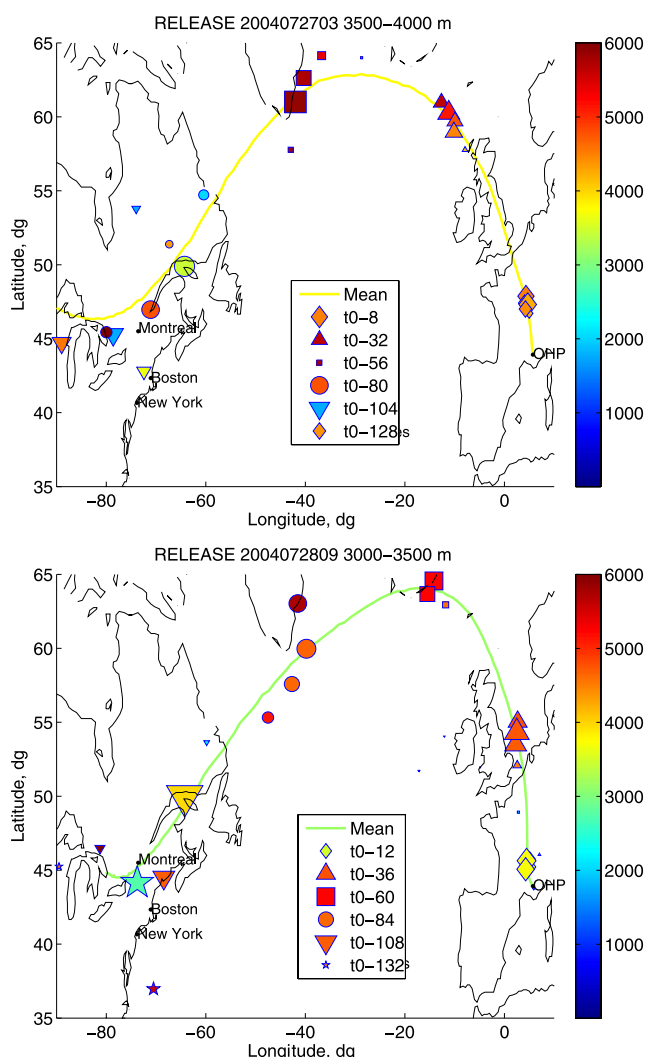 RELEASE 2004072703 3500−4000 m
65
60
55
50
45
40
35
Latitude, dg
−80
−60
−40
−20
0
Longitude, dg
6000
5000
4000
3000
2000
1000
Montreal
Boston
New York
OHP
Mean
t0−8
t0−32
t0−56
t0−80
t0−104
t0−128es
RELEASE 2004072809 3000−3500 m
65
60
55
50
45
40
35
Latitude, dg
−80
−60
−40
−20
0
Longitude, dg
6000
5000
4000
3000
2000
1000
Montreal
Boston
New York
OHP
Mean
t0−12
t0−36
t0−60
t0−84
t0−108
t0−132s